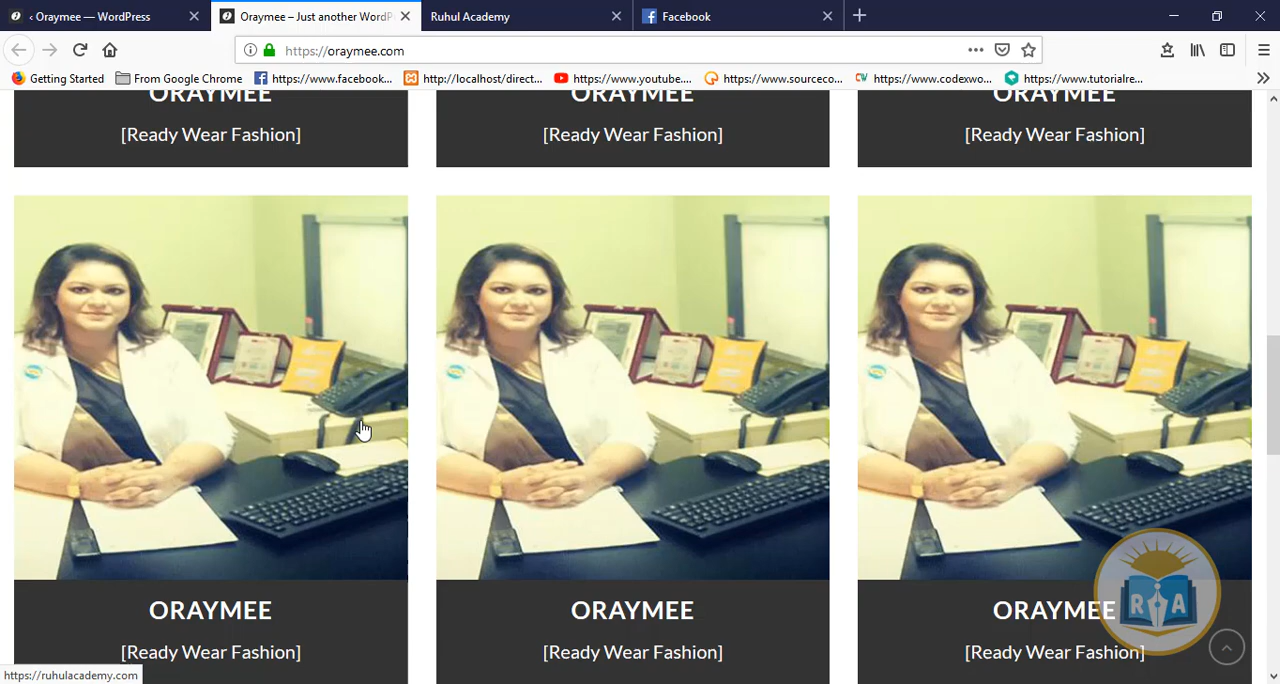 ‹ Oraymee — WordPress
Oraymee – Just another WordP
Ruhul Academy
Facebook
https://oraymee.com
Getting Started
From Google Chrome
https://www.facebook...
http://localhost/direct...
https://www.youtube....
https://www.sourceco...
CW
https://www.codexwo...
https://www.tutorialre...
ORAYMEE
ORAYMEE
ORAYMEE
[Ready Wear Fashion]
[Ready Wear Fashion]
[Ready Wear Fashion]
ORAYMEE
ORAYMEE
ORAYMEE
[Ready Wear Fashion]
[Ready Wear Fashion]
[Ready Wear Fashion]
R A
https://ruhulacademy.com